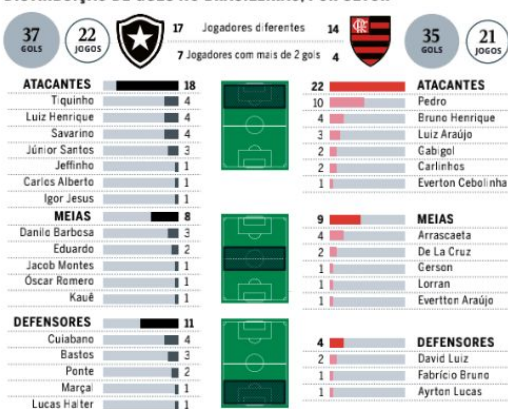 37
GOLS
22
JOGOS
17 Jogadores diferentes 14
7 Jogadores com mais de 2 gols 4
35
GOLS
21
JOGOS
ATACANTES 18
Tiquinho 4
Luiz Henrique 4
Savarino 4
Júnior Santos 3
Jeffinho 1
Carlos Alberto 1
Igor Jesus 1
MEIAS 8
Danilo Barbosa 3
Eduardo 2
Jacob Montes 1
Óscar Romero 1
Kauê 1
DEFENSORES 11
Cuiabano 4
Bastos 3
Ponte 2
Marçal 1
Lucas Halter 1
22 ATACANTES
10 Pedro
4 Bruno Henrique
3 Luiz Araújo
2 Gabigol
2 Carlinhos
1 Everton Cebolinha
9 MEIAS
4 Arrascaeta
2 De La Cruz
1 Gerson
1 Lorran
1 Evertton Araújo
4 DEFENSORES
2 David Luiz
1 Fabrício Bruno
1 Ayrton Lucas